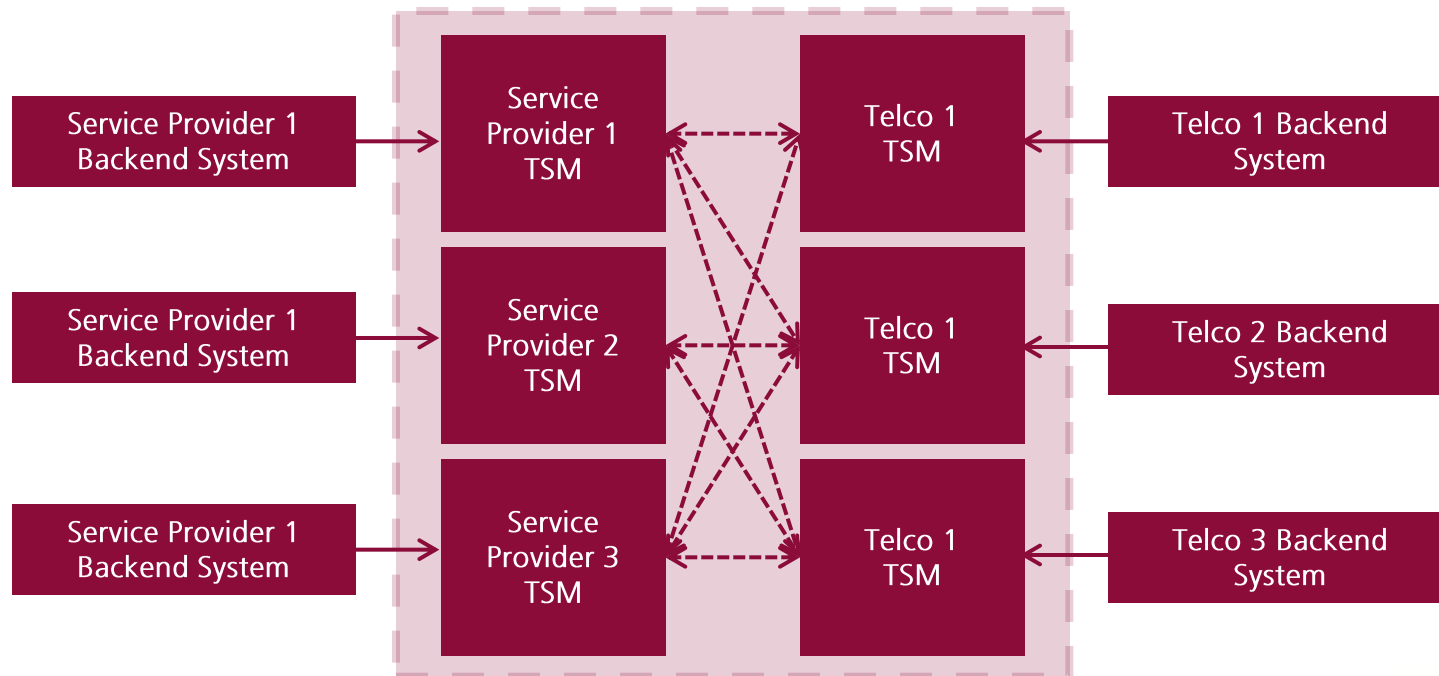 Service Provider 1
Backend System
Service
Provider 1
TSM
Telco 1
TSM
Telco 1 Backend
System
Service Provider 1
Backend System
Service
Provider 2
TSM
Telco 1
TSM
Telco 2 Backend
System
Service Provider 1
Backend System
Service
Provider 3
TSM
Telco 1
TSM
Telco 3 Backend
System